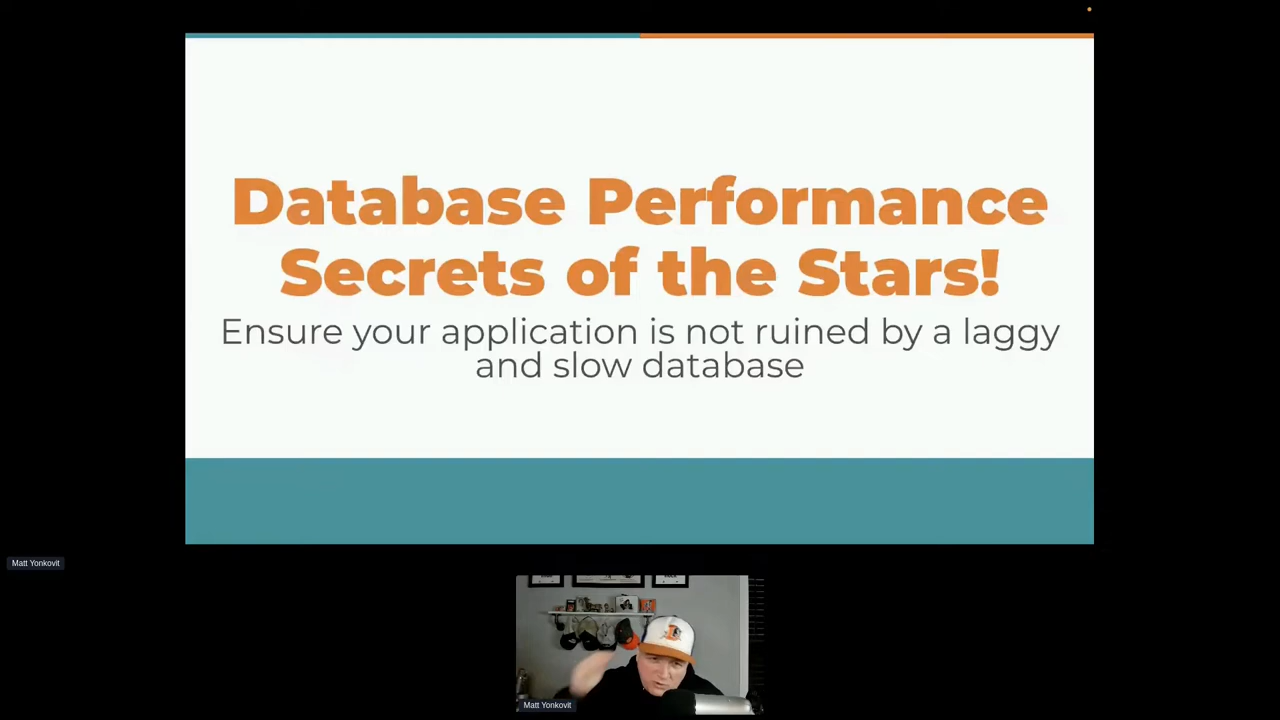 Database Performance
Secrets of the Stars!
Ensure your application is not ruined by a laggy
and slow database
Matt Yonkovit
Matt Yonkovit